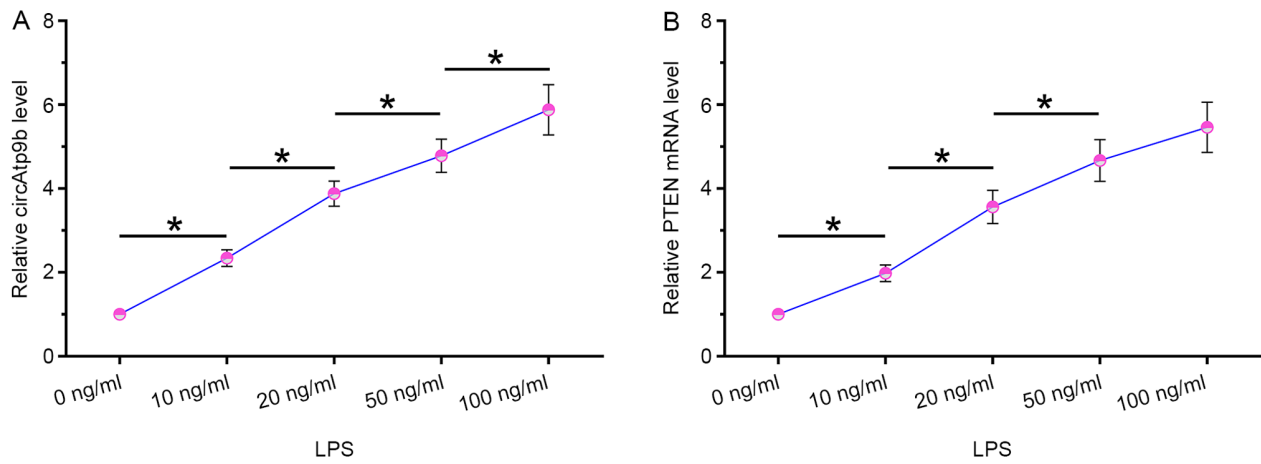 A
Relative circAtp9b level
8
6
4
2
0
*
*
*
*
0 ng/ml
10 ng/ml
20 ng/ml
50 ng/ml
100 ng/ml
LPS
B
Relative PTEN mRNA level
8
6
4
2
0
*
*
*
0 ng/ml
10 ng/ml
20 ng/ml
50 ng/ml
100 ng/ml
LPS